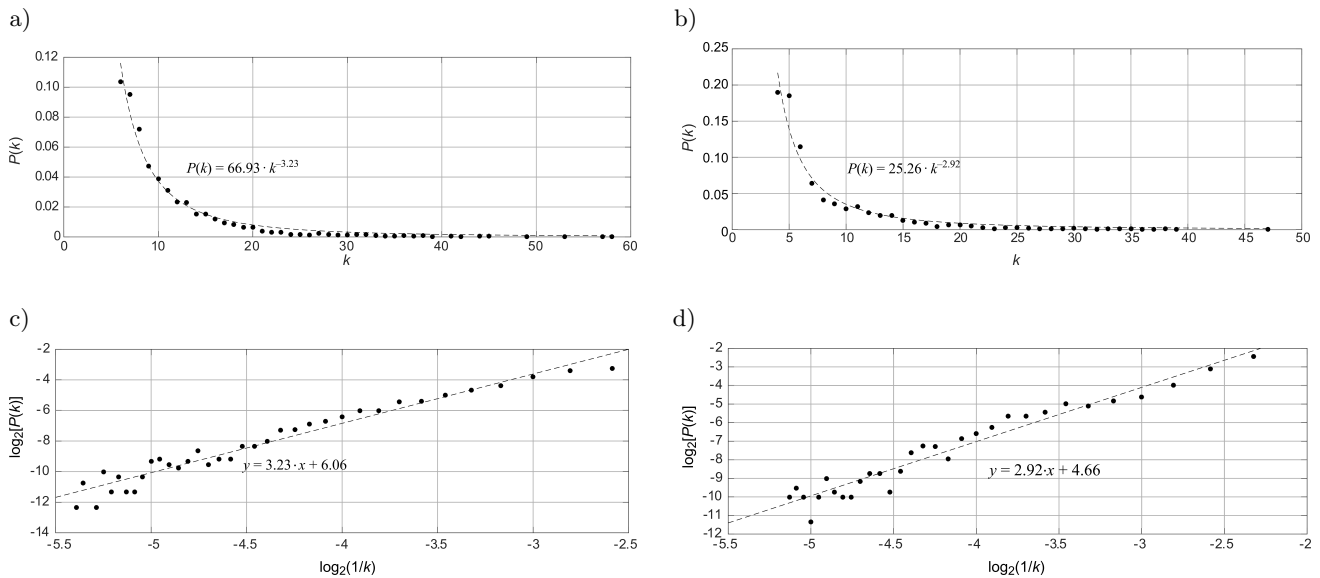 a)
0.12
0.10
0.08
0.06
0.04
0.02
0
P(k)
P(k) = 66.93 · k^–3.23
0 10 20 30 40 50 60
k
b)
0.25
0.20
0.15
0.10
0.05
0
P(k)
P(k) = 25.26 · k^–2.92
0 5 10 15 20 25 30 35 40 45 50
k
c)
-2
-4
-6
-8
-10
-12
-14
log₂[P(k)]
y = 3.23·x + 6.06
-5.5 -5 -4.5 -4 -3.5 -3 -2.5
log₂(1/k)
d)
-2
-3
-4
-5
-6
-7
-8
-9
-10
-11
-12
log₂[P(k)]
y = 2.92·x + 4.66
-5.5 -5 -4.5 -4 -3.5 -3 -2.5 -2
log₂(1/k)